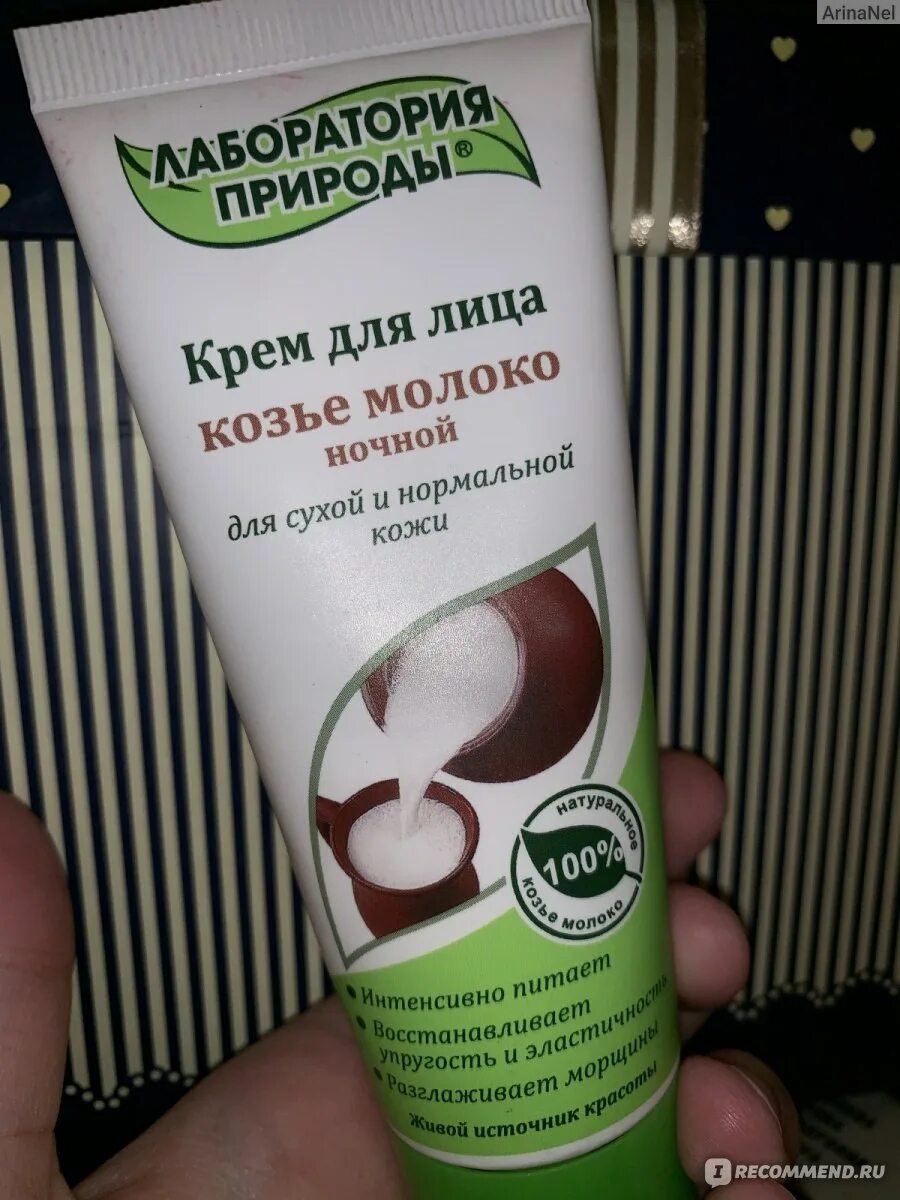 ArinaNel
ЛАБОРАТОРИЯ
ПРИРОДЫ®
Крем для лица
козье молоко
ночной
для сухой и нормальной
кожи
натуральное
100%
козье молоко
• Интенсивно питает
• Восстанавливает
упругость и эластичность
• Разглаживает морщины
Живой источник красоты
IRECOMMEND.RU